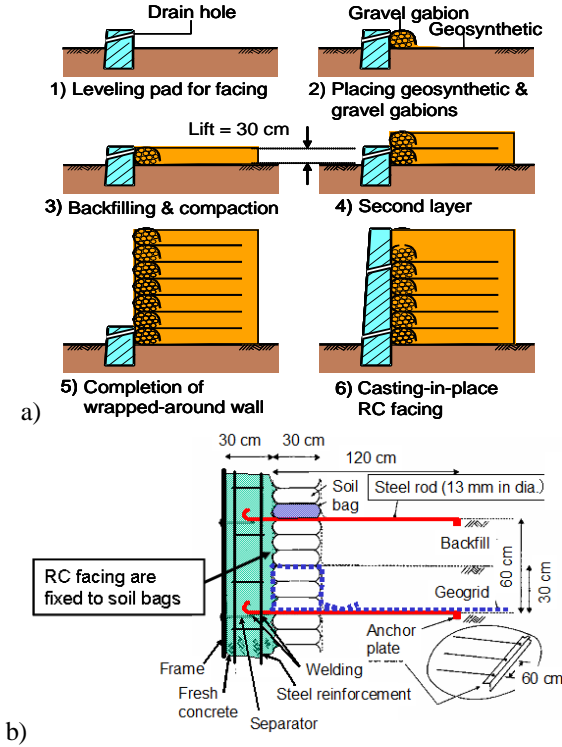 Drain hole
Gravel gabion
Geosynthetic
1) Leveling pad for facing
2) Placing geosynthetic &
gravel gabions
Lift = 30 cm
3) Backfilling & compaction
4) Second layer
5) Completion of
wrapped-around wall
6) Casting-in-place
RC facing
a)
30 cm
30 cm
120 cm
Soil
bag
Steel rod (13 mm in dia.)
Backfill
60 cm
30 cm
RC facing are
fixed to soil bags
Geogrid
Anchor
plate
60 cm
Frame
Welding
Fresh
concrete
Steel reinforcement
Separator
b)